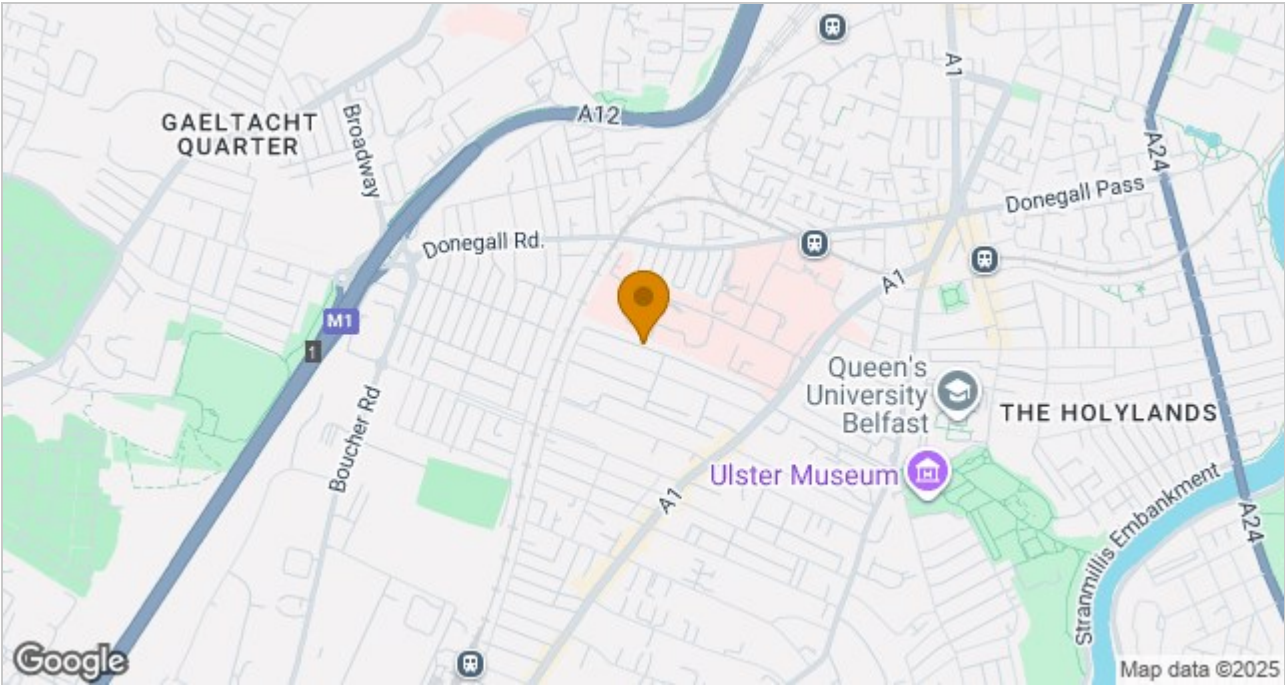 A1
A12
GAELTACHT
QUARTER
Broadway
A24
Donegall Pass
Donegall Rd.
A1
M1
1
Queen's
University
Belfast
THE HOLYLANDS
Boucher Rd
Ulster Museum
A1
Stranmillis Embankment
A24
Google
Map data ©2025